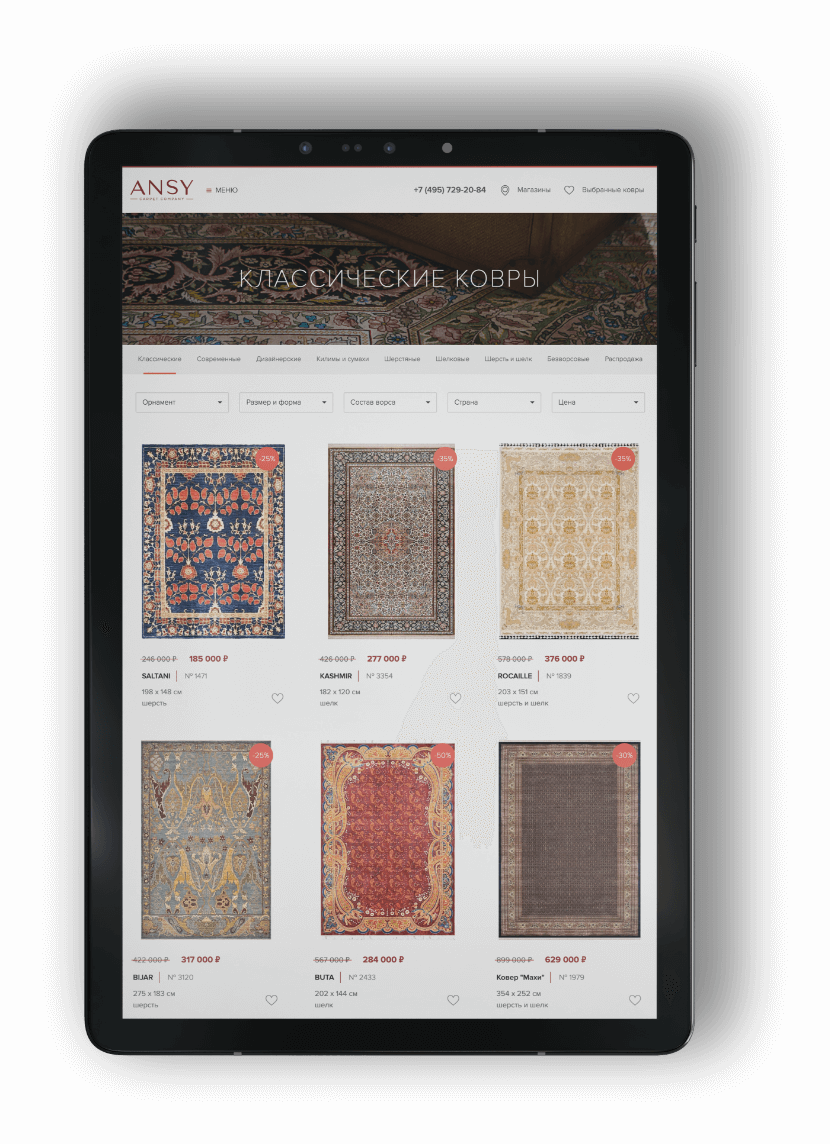 ANSY
CARPET COMPANY
МЕНЮ
+7 (495) 729-20-84
Магазины
Выбранные ковры
КЛАССИЧЕСКИЕ КОВРЫ
Классические Современные Дизайнерские Килимы и сумахи Шерстяные Шелковые Шерсть и шелк Безворсовые Распродажа
Орнамент Размер и форма Состав ворса Страна Цена
-25% -35% -35%
246 000 ₽ 185 000 ₽
SALTANI | № 1471
198 x 148 см
шерсть
426 000 ₽ 277 000 ₽
KASHMIR | № 3354
182 x 120 см
шелк
578 000 ₽ 376 000 ₽
ROCAILLE | № 1839
203 x 151 см
шерсть и шелк
-25% -50% -30%
422 000 ₽ 317 000 ₽
BIJAR | № 3120
275 x 183 см
шерсть
567 000 ₽ 284 000 ₽
BUTA | № 2433
202 x 144 см
шелк
899 000 ₽ 629 000 ₽
Ковер "Махи" | № 1979
354 x 252 см
шерсть и шелк